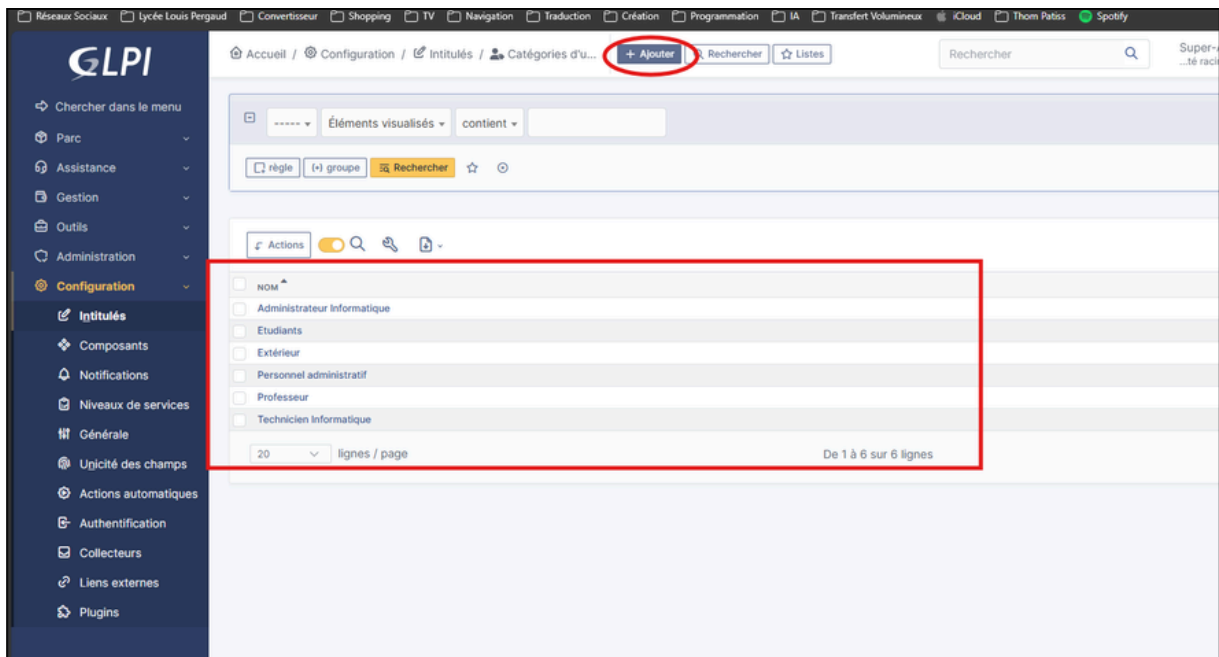 Réseaux Sociaux Lycée Louis Pergaud Convertisseur Shopping TV Navigation Traduction Création Programmation IA Transfert Volumineux iCloud Thom Patiss Spotify
GLPI
Accueil / Configuration / Intitulés / Catégories d'u... + Ajouter Rechercher Listes Rechercher Super-
...té raci
Chercher dans le menu
Parc
Assistance
Gestion
Outils
Administration
Configuration
Intitulés
Composants
Notifications
Niveaux de services
Générale
Unicité des champs
Actions automatiques
Authentification
Collecteurs
Liens externes
Plugins
----- Éléments visualisés contient
règle (+) groupe Rechercher
Actions
NOM
Administrateur Informatique
Etudiants
Extérieur
Personnel administratif
Professeur
Technicien Informatique
20 lignes / page De 1 à 6 sur 6 lignes